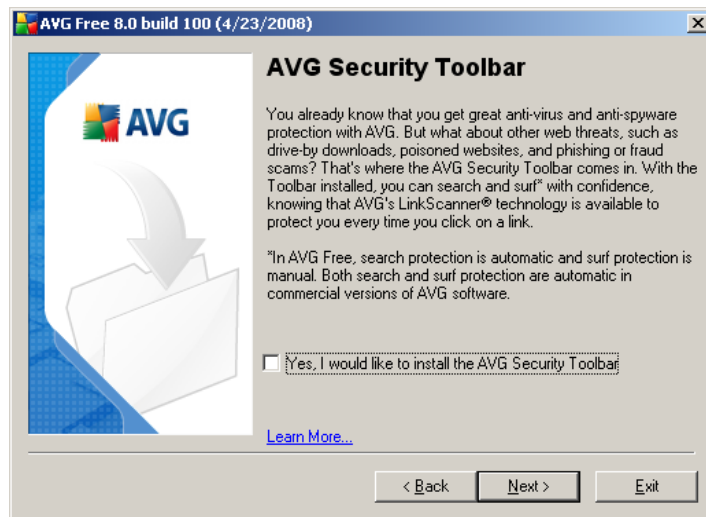 AVG Free 8.0 build 100 (4/23/2008)
AVG
AVG Security Toolbar
You already know that you get great anti-virus and anti-spyware
protection with AVG. But what about other web threats, such as
drive-by downloads, poisoned websites, and phishing or fraud
scams? That's where the AVG Security Toolbar comes in. With the
Toolbar installed, you can search and surf* with confidence,
knowing that AVG's LinkScanner® technology is available to
protect you every time you click on a link.
*In AVG Free, search protection is automatic and surf protection is
manual. Both search and surf protection are automatic in
commercial versions of AVG software.
Yes, I would like to install the AVG Security Toolbar
Learn More...
< Back
Next >
Exit